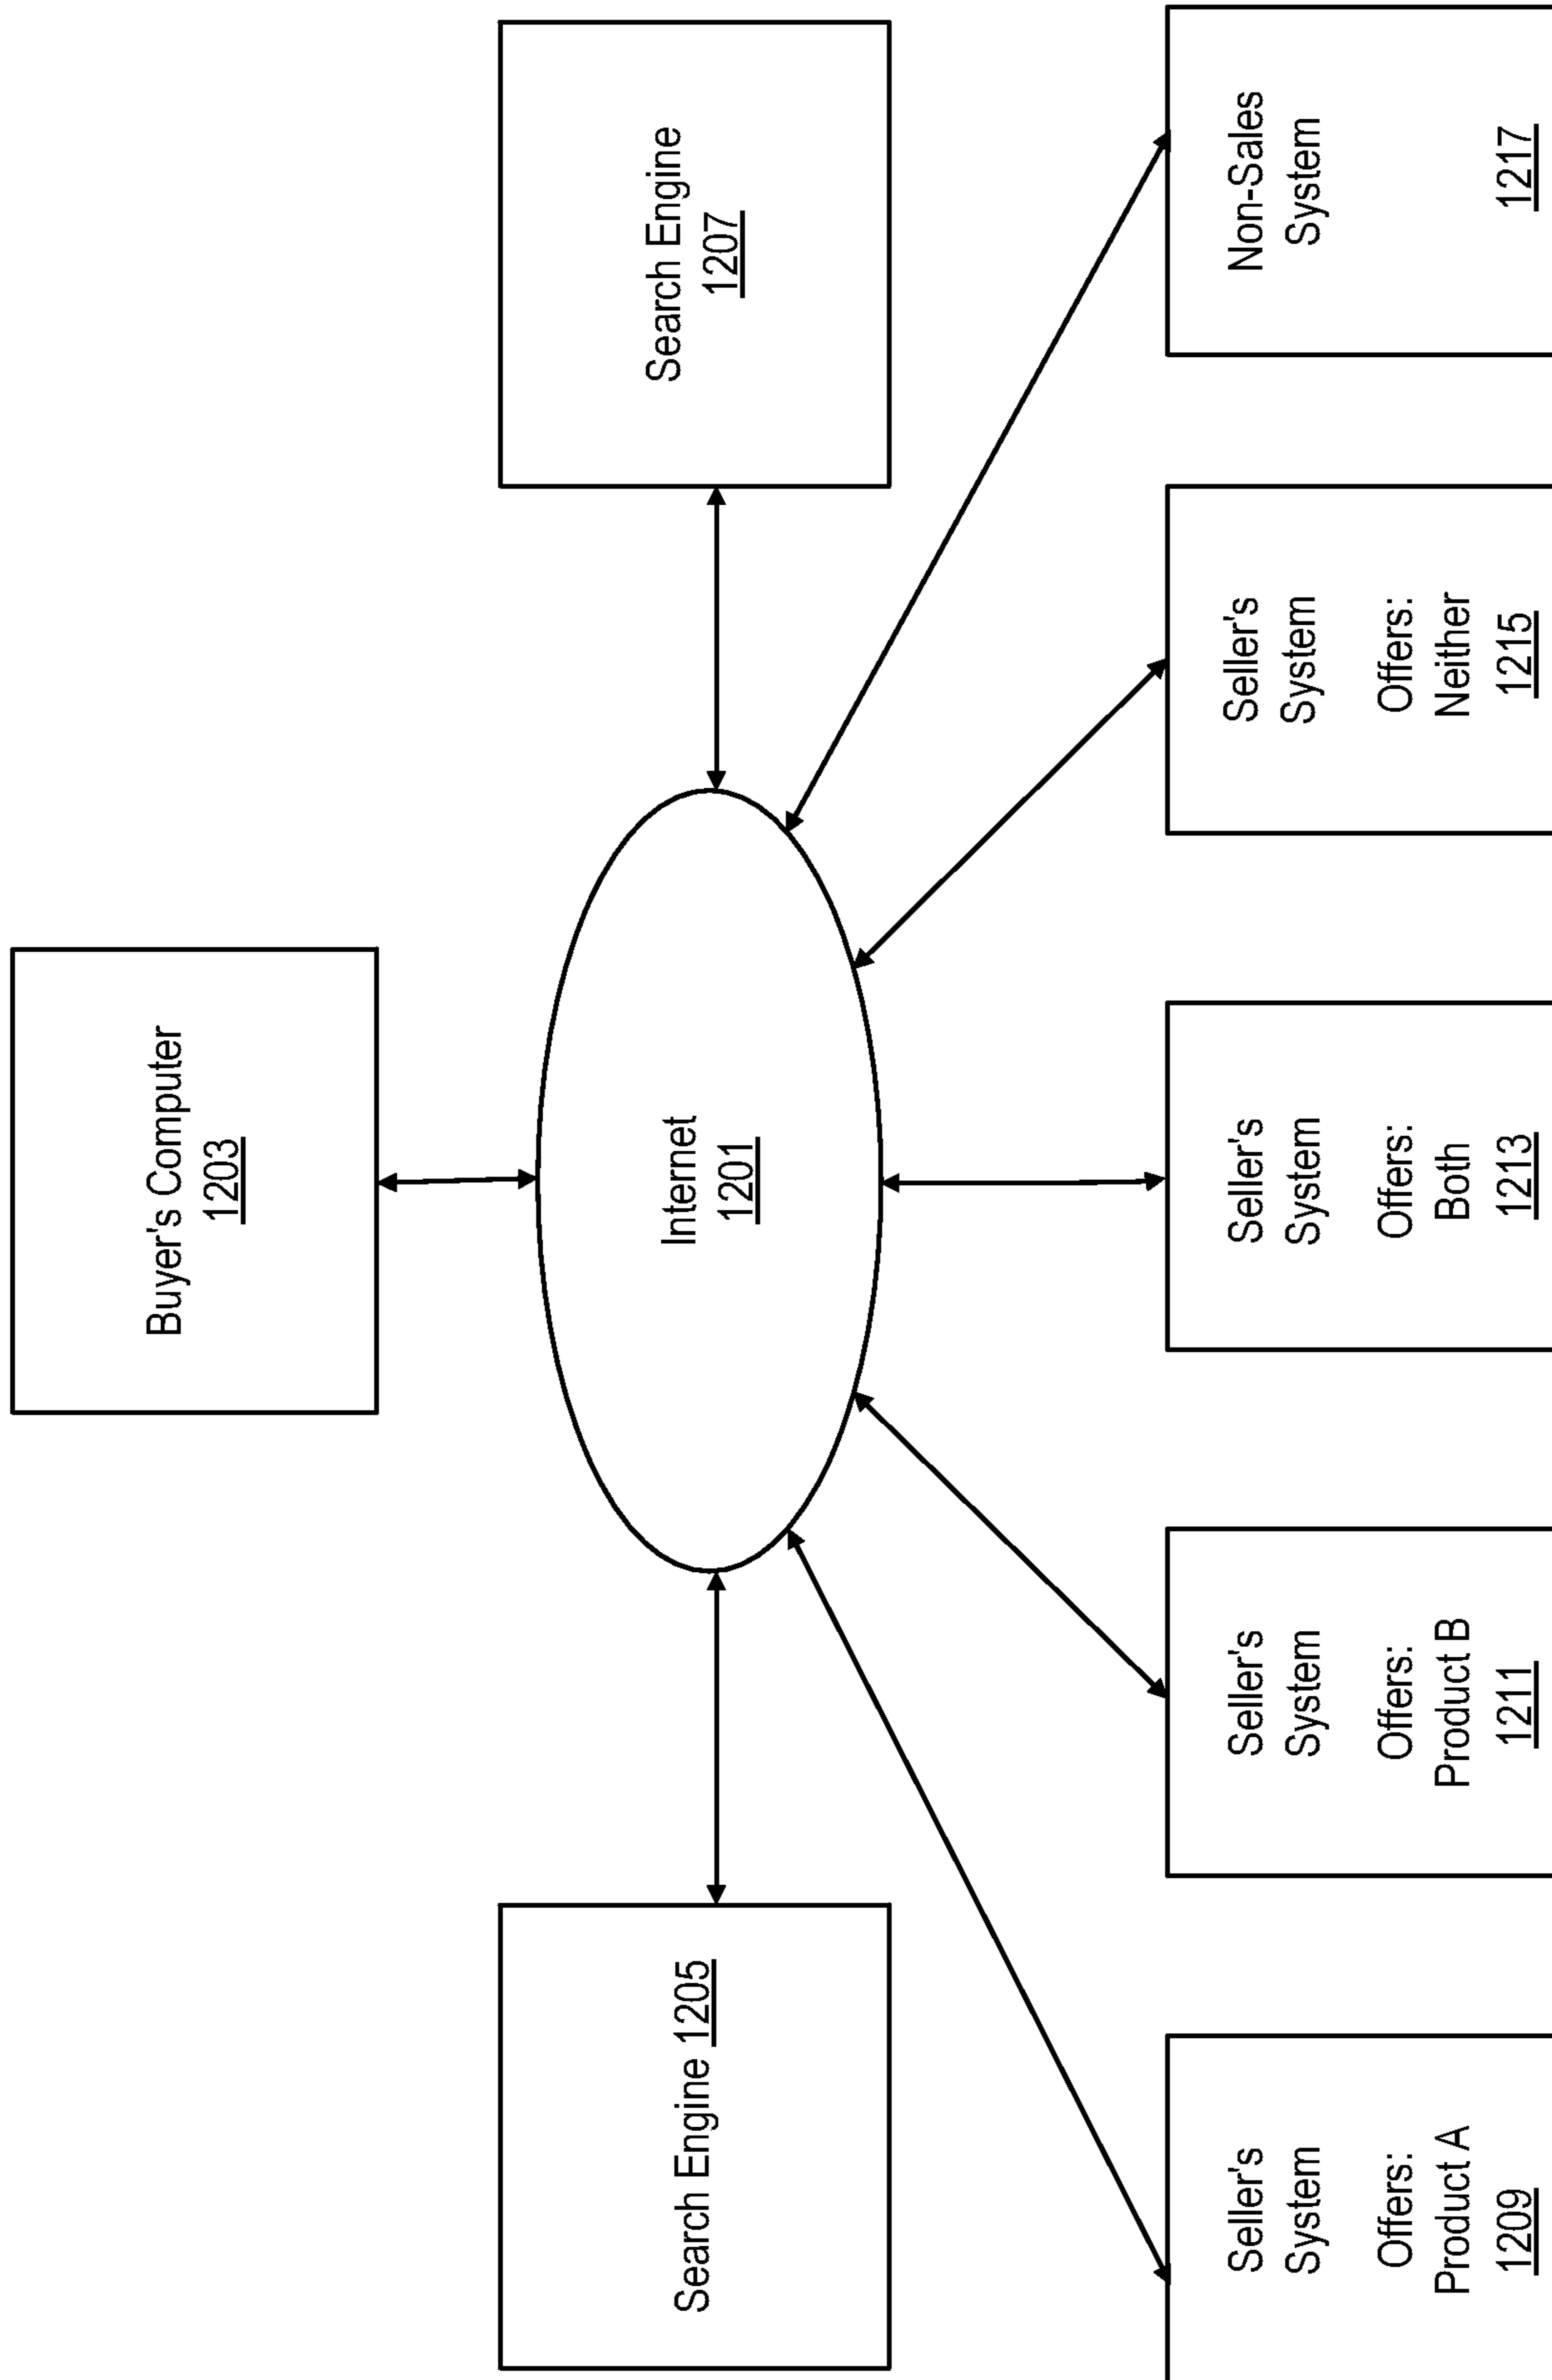 Buyer's Computer
1203
Search Engine 1205
Internet
1201
Search Engine
1207
Seller's
System
Offers:
Product A
1209
Seller's
System
Offers:
Product B
1211
Seller's
System
Offers:
Both
1213
Seller's
System
Offers:
Neither
1215
Non-Sales
System
1217